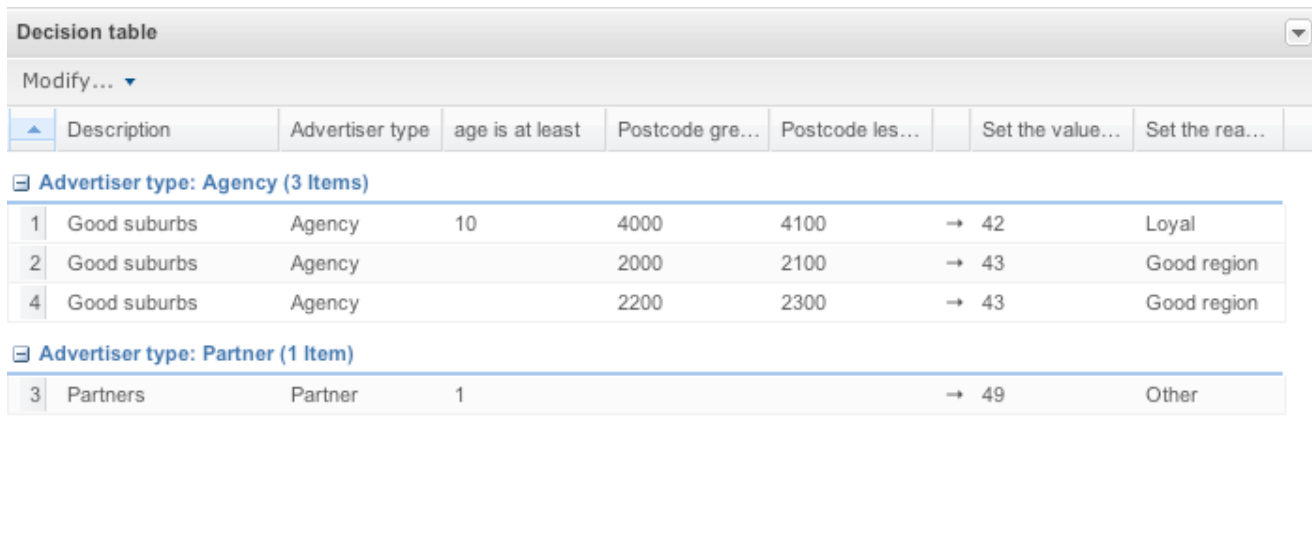 Decision table
Modify...
Description Advertiser type age is at least Postcode gre... Postcode les... Set the value... Set the rea...
Advertiser type: Agency (3 Items)
1 Good suburbs Agency 10 4000 4100 → 42 Loyal
2 Good suburbs Agency 2000 2100 → 43 Good region
4 Good suburbs Agency 2200 2300 → 43 Good region
Advertiser type: Partner (1 Item)
3 Partners Partner 1 → 49 Other